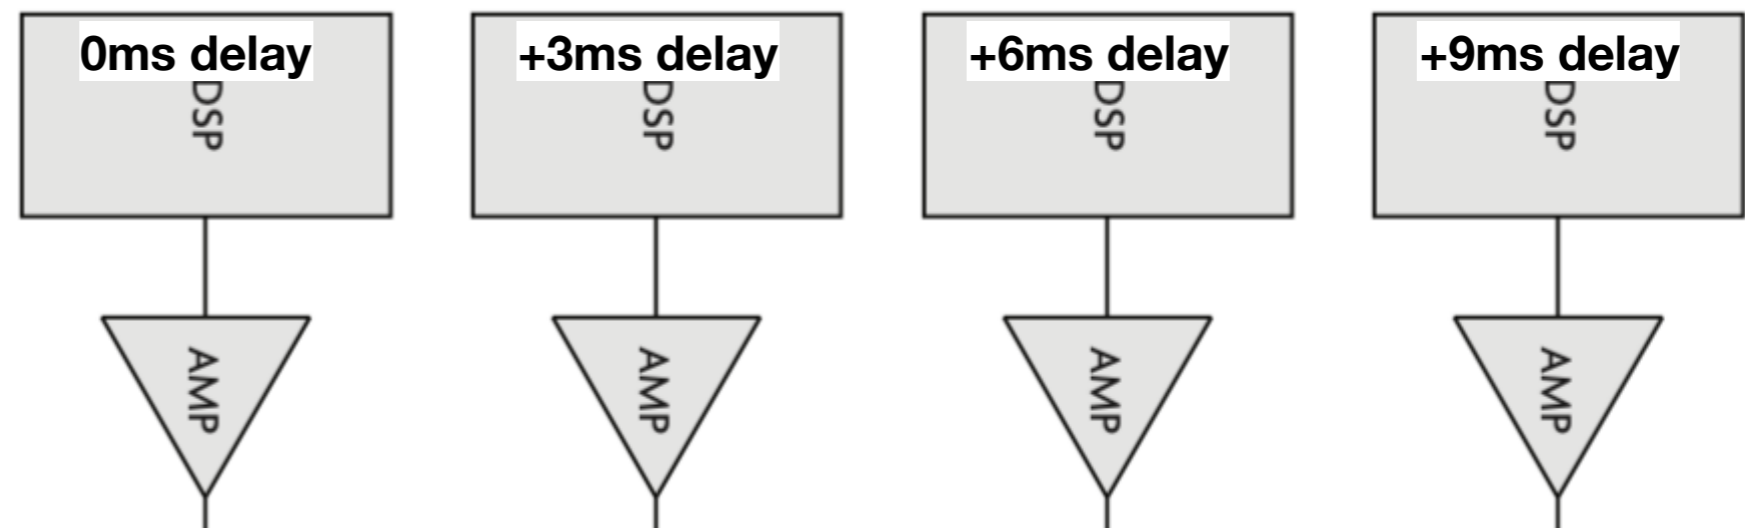 0ms delay
+3ms delay
+6ms delay
+9ms delay
DSP
DSP
DSP
DSP
AMP
AMP
AMP
AMP